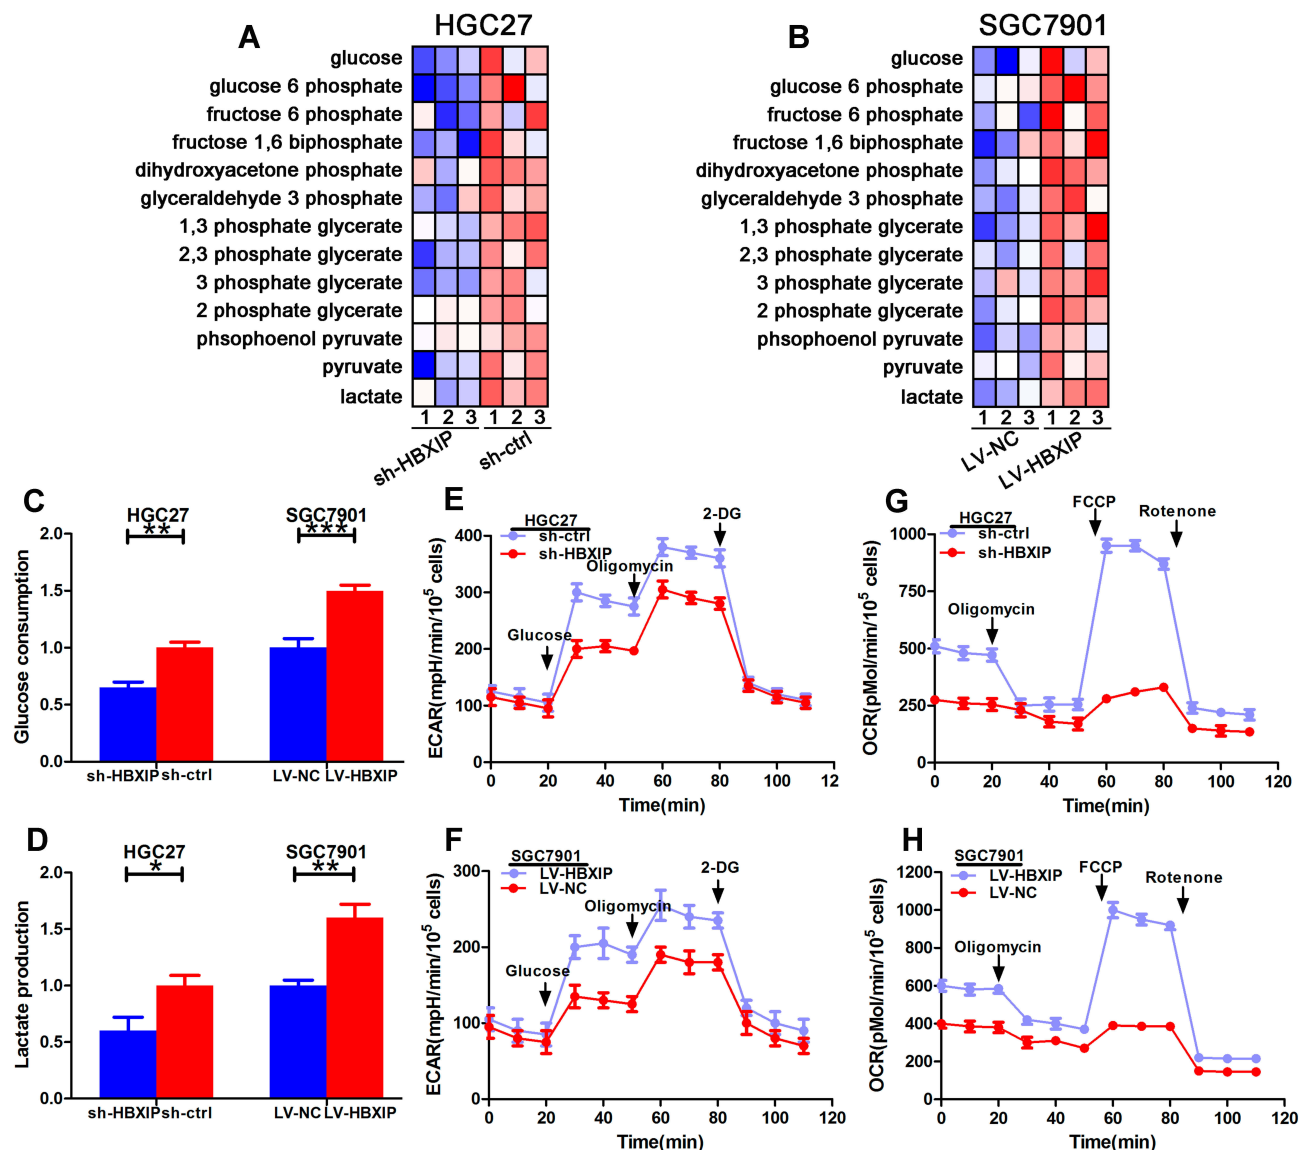 A
HGC27
glucose
glucose 6 phosphate
fructose 6 phosphate
fructose 1,6 biphosphate
dihydroxyacetone phosphate
glyceraldehyde 3 phosphate
1,3 phosphate glycerate
2,3 phosphate glycerate
3 phosphate glycerate
2 phosphate glycerate
phsophoenol pyruvate
pyruvate
lactate
1 2 3 1 2 3
sh-HBXIP sh-ctrl
B
SGC7901
glucose
glucose 6 phosphate
fructose 6 phosphate
fructose 1,6 biphosphate
dihydroxyacetone phosphate
glyceraldehyde 3 phosphate
1,3 phosphate glycerate
2,3 phosphate glycerate
3 phosphate glycerate
2 phosphate glycerate
phsophoenol pyruvate
pyruvate
lactate
1 2 3 1 2 3
LV-NC LV-HBXIP
C
HGC27 SGC7901
** ***
Glucose consumption
2.0
1.5
1.0
0.5
0.0
sh-HBXIP sh-ctrl LV-NC LV-HBXIP
E
HGC27
sh-ctrl
sh-HBXIP
2-DG
Oligomycin
Glucose
ECAR(mpH/min/10⁵ cells)
400
300
200
100
0
0 20 40 60 80 100 120
Time(min)
G
HGC27
sh-ctrl
sh-HBXIP
FCCP
Rotenone
Oligomycin
OCR(pMol/min/10⁵ cells)
1000
750
500
250
0
0 20 40 60 80 100 120
Time(min)
D
HGC27 SGC7901
* **
Lactate production
2.0
1.5
1.0
0.5
0.0
sh-HBXIP sh-ctrl LV-NC LV-HBXIP
F
SGC7901
LV-HBXIP
LV-NC
2-DG
Oligomycin
Glucose
ECAR(mpH/min/10⁵ cells)
300
200
100
0
0 20 40 60 80 100 120
Time(min)
H
SGC7901
LV-HBXIP
LV-NC
FCCP
Rotenone
Oligomycin
OCR(pMol/min/10⁵ cells)
1200
1000
800
600
400
200
0
0 20 40 60 80 100 120
Time(min)